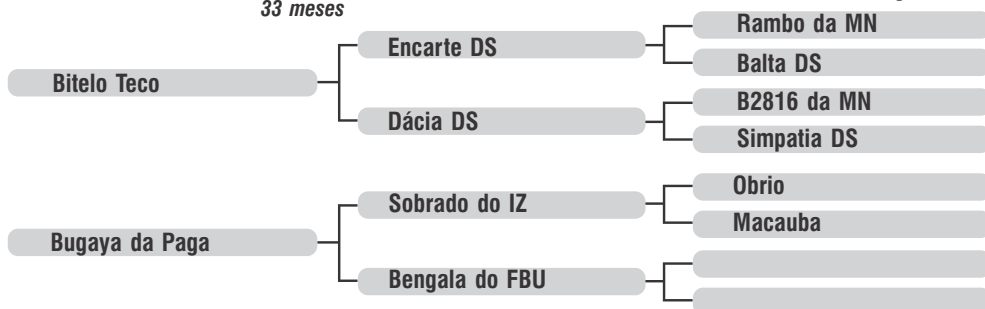 33 meses
Rambo da MN
Encarte DS
Balta DS
Bitelo Teco
B2816 da MN
Dácia DS
Simpatia DS
Obrio
Sobrado do IZ
Macauba
Bugaya da Paga
Bengala do FBU